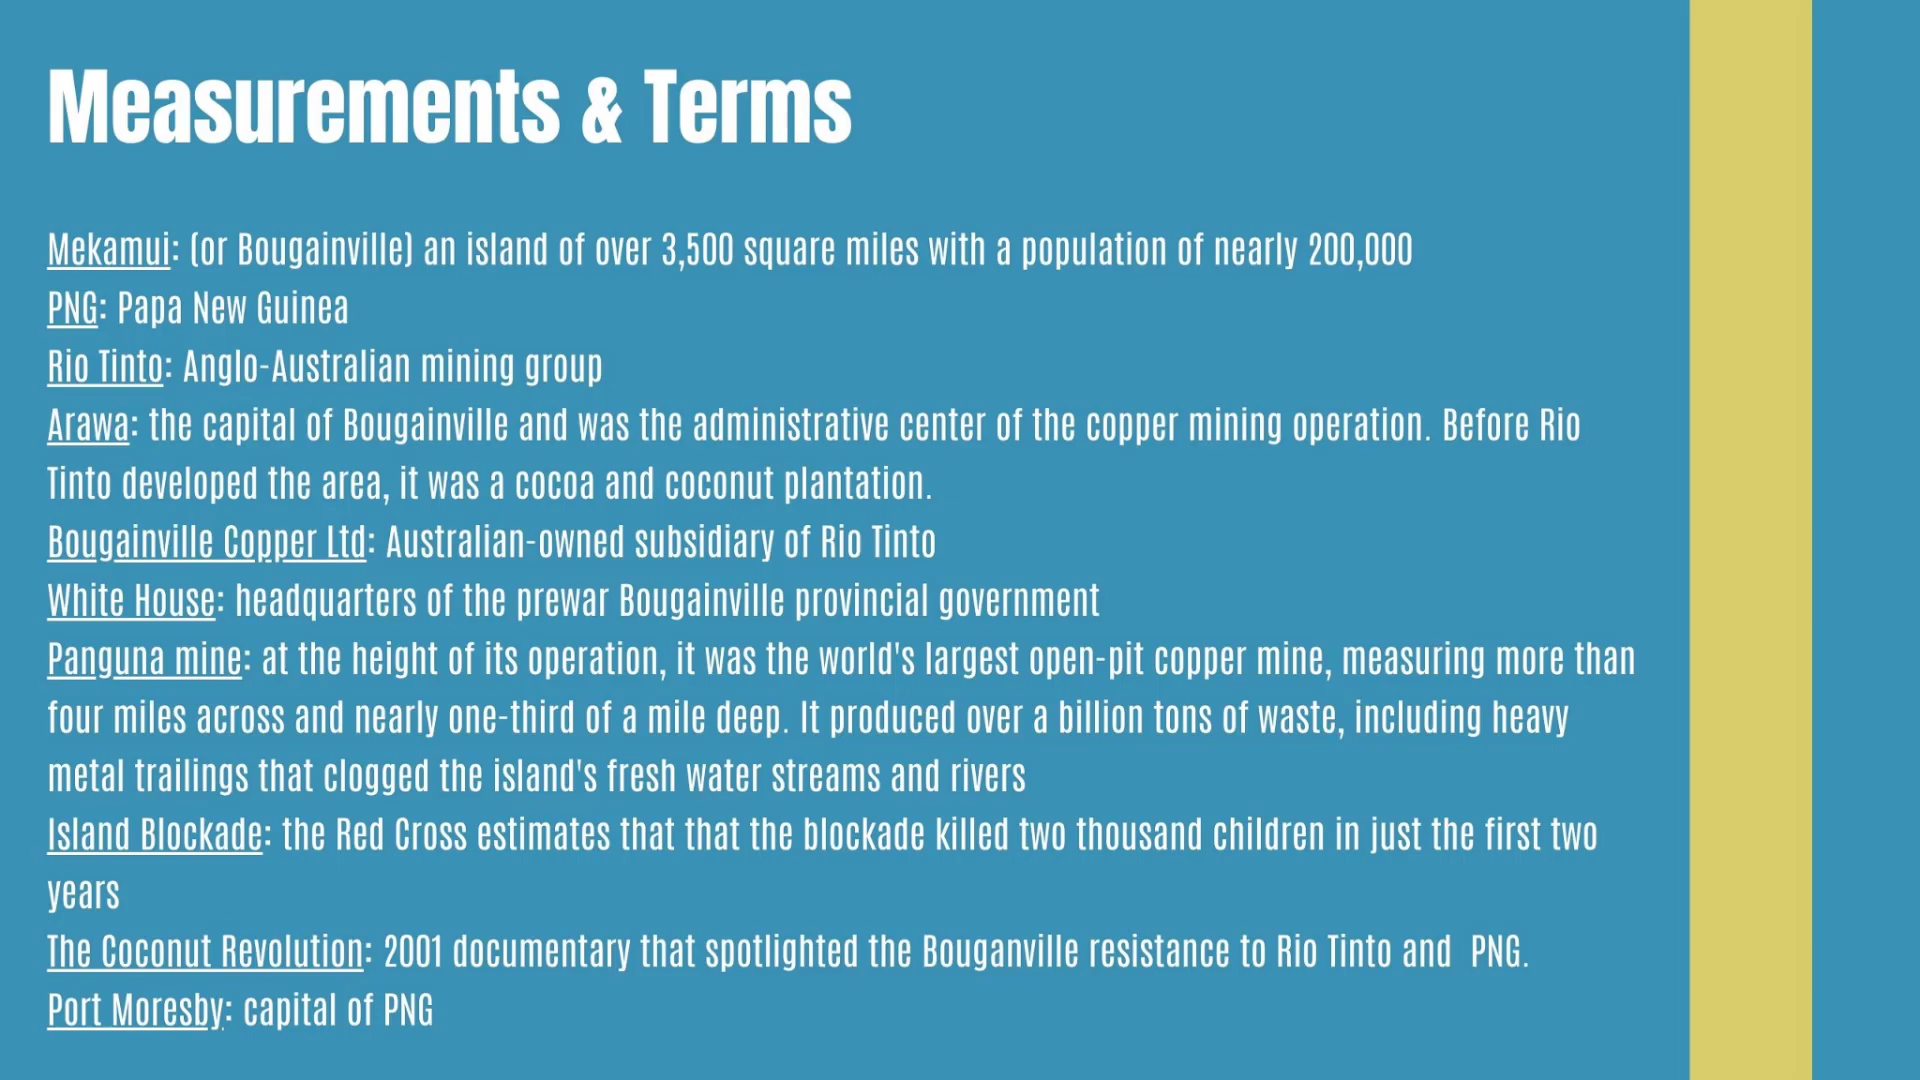 Measurements & Terms
Mekamui: (or Bougainville) an island of over 3,500 square miles with a population of nearly 200,000
PNG: Papa New Guinea
Rio Tinto: Anglo-Australian mining group
Arawa: the capital of Bougainville and was the administrative center of the copper mining operation. Before Rio
Tinto developed the area, it was a cocoa and coconut plantation.
Bougainville Copper Ltd: Australian-owned subsidiary of Rio Tinto
White House: headquarters of the prewar Bougainville provincial government
Panguna mine: at the height of its operation, it was the world's largest open-pit copper mine, measuring more than
four miles across and nearly one-third of a mile deep. It produced over a billion tons of waste, including heavy
metal trailings that clogged the island's fresh water streams and rivers
Island Blockade: the Red Cross estimates that that the blockade killed two thousand children in just the first two
years
The Coconut Revolution: 2001 documentary that spotlighted the Bouganville resistance to Rio Tinto and  PNG.
Port Moresby: capital of PNG